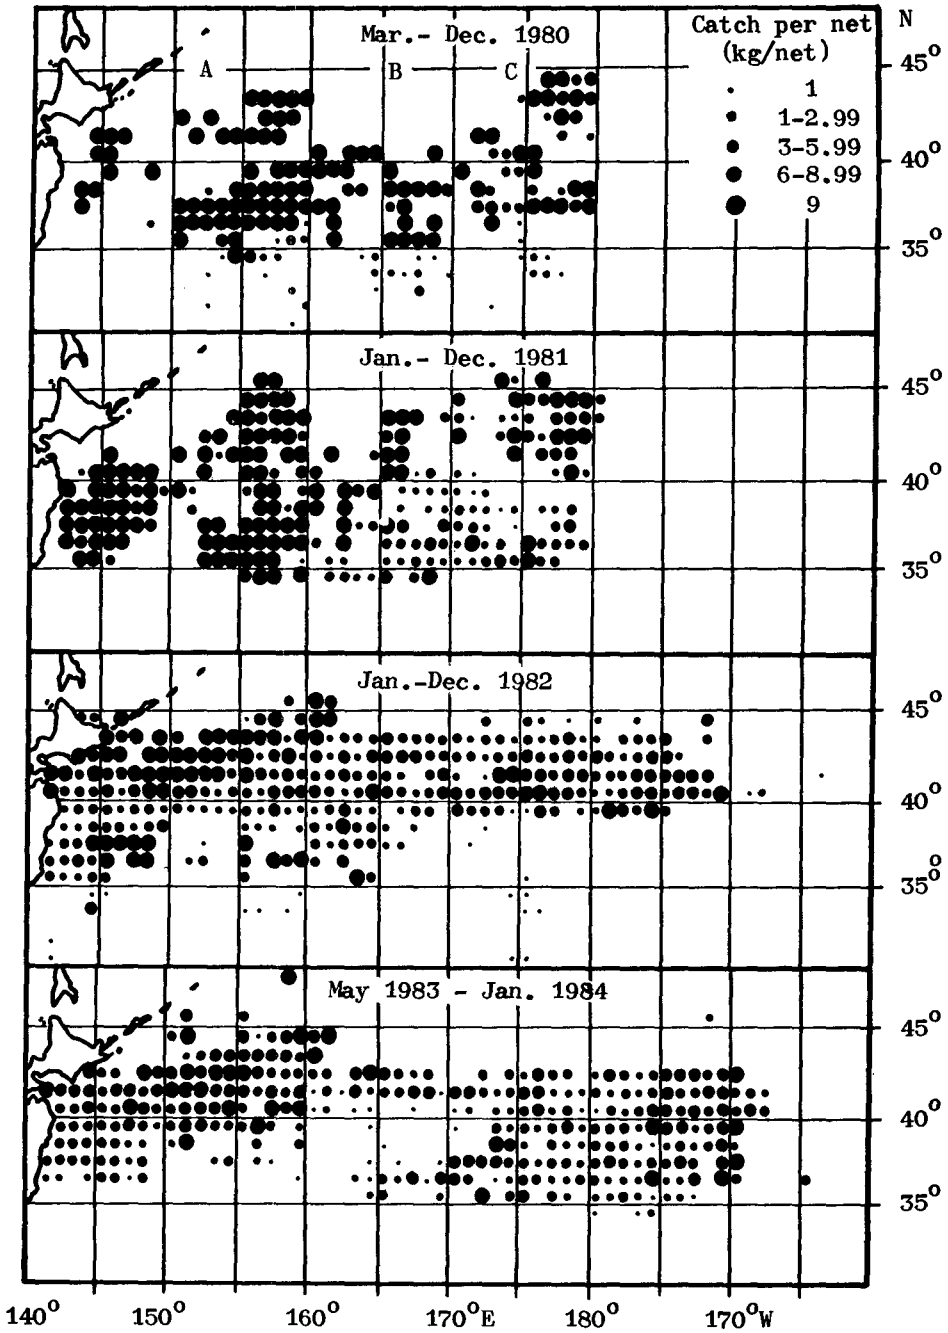 Mar.- Dec. 1980
Catch per net
(kg/net)
N
A
B
C
1
1-2.99
3-5.99
6-8.99
9
45°
40°
35°
Jan.- Dec. 1981
45°
40°
35°
Jan.-Dec. 1982
45°
40°
35°
May 1983 - Jan. 1984
45°
40°
35°
140° 150° 160° 170°E 180° 170°W